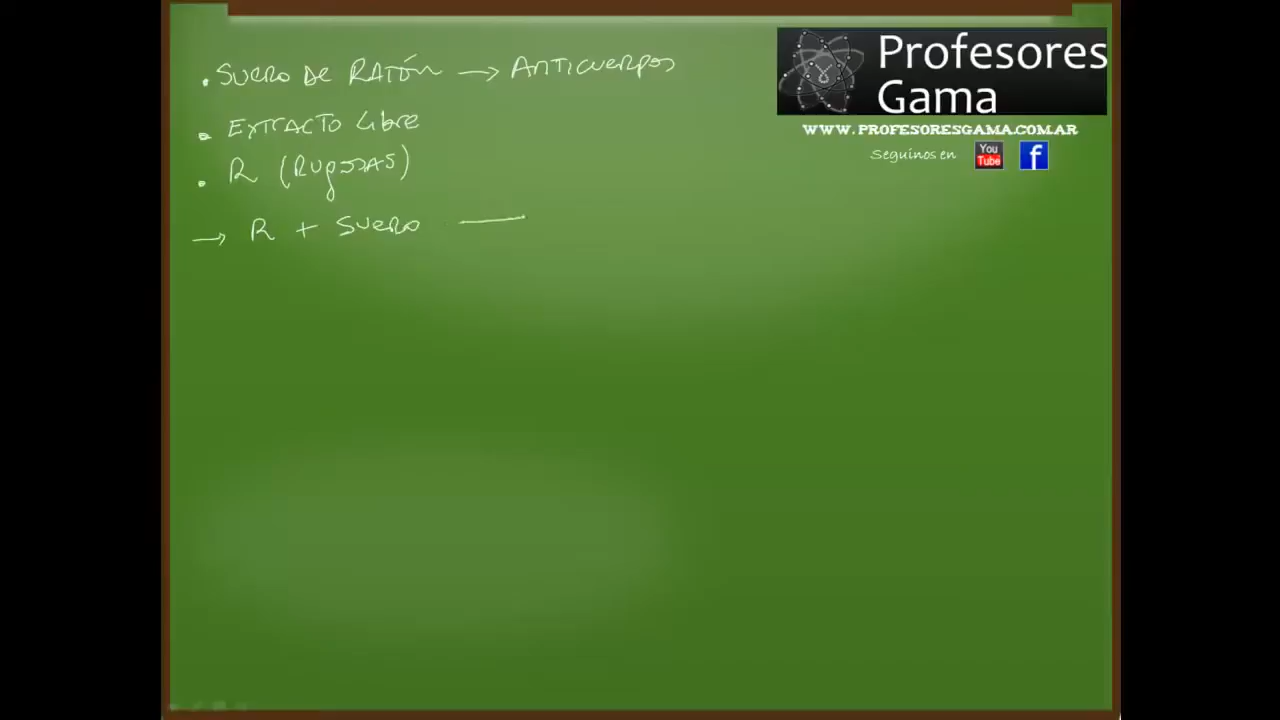 . SUERO DE RATÓN → ANTICUERPOS
. EXTRACTO LIBRE
. R (RUGOSAS)
→ R + SUERO —
Profesores
Gama
WWW.PROFESORESGAMA.COM.AR
Seguinos en
You
Tube
f